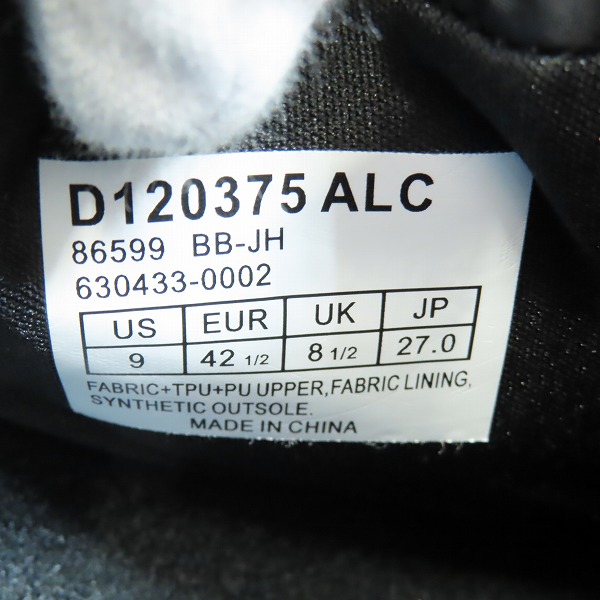 D120375 ALC
86599 BB-JH
630433-0002
US EUR UK JP
9 42 1/2 8 1/2 27.0
FABRIC+TPU+PU UPPER,FABRIC LINING,
SYNTHETIC OUTSOLE.
MADE IN CHINA